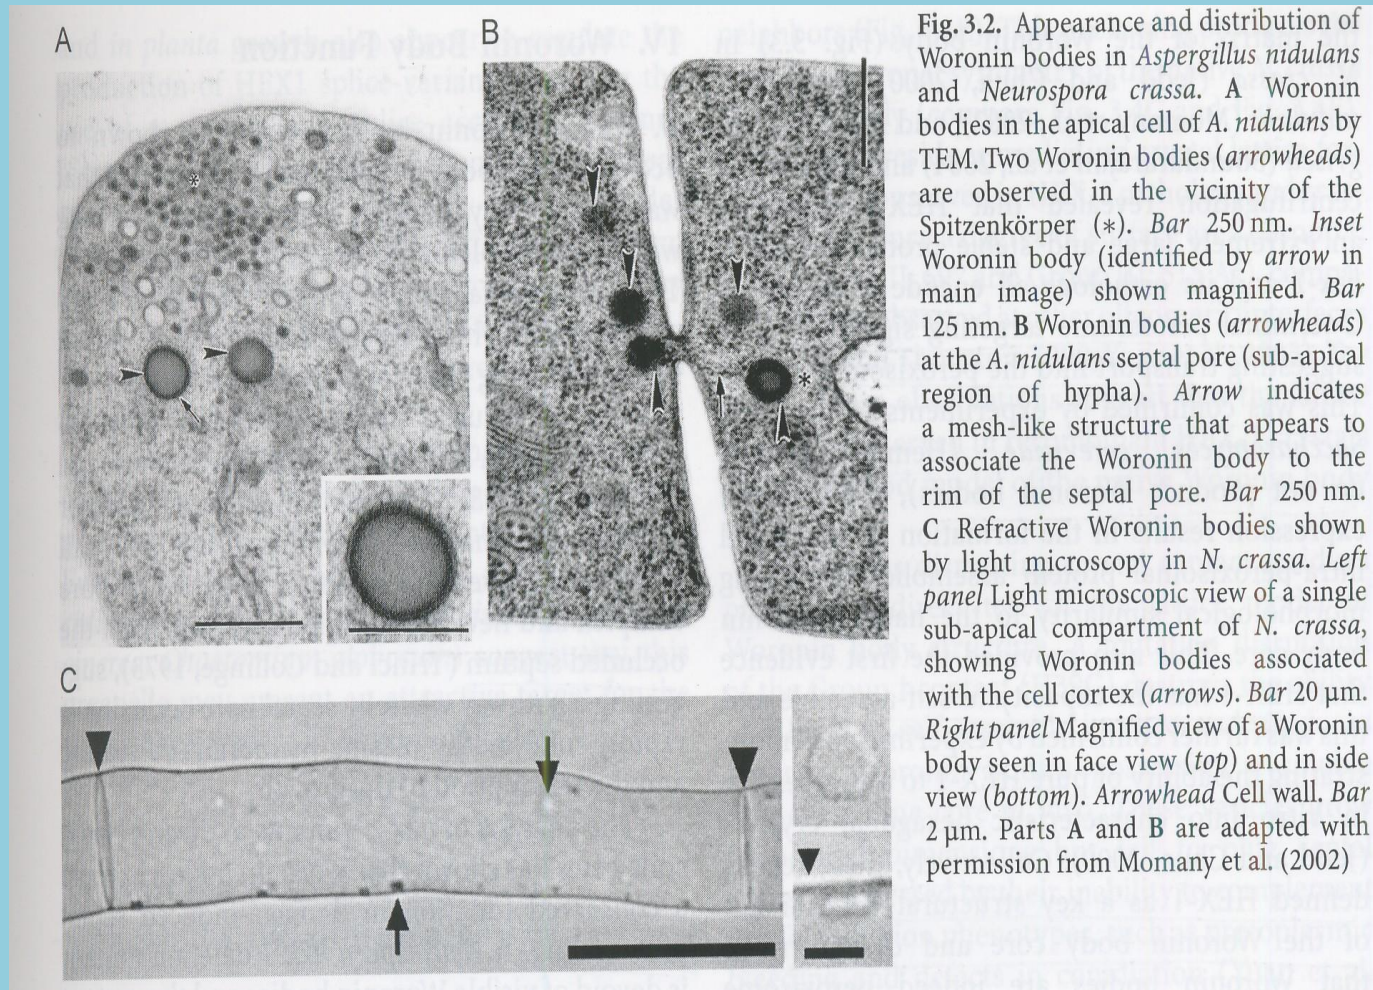 A
B
Fig. 3.2. Appearance and distribution of
Woronin bodies in Aspergillus nidulans
and Neurospora crassa. A Woronin
bodies in the apical cell of A. nidulans by
TEM. Two Woronin bodies (arrowheads)
are observed in the vicinity of the
Spitzenkörper (*). Bar 250 nm. Inset
Woronin body (identified by arrow in
main image) shown magnified. Bar
125 nm. B Woronin bodies (arrowheads)
at the A. nidulans septal pore (sub-apical
region of hypha). Arrow indicates
a mesh-like structure that appears to
associate the Woronin body to the
rim of the septal pore. Bar 250 nm.
C Refractive Woronin bodies shown
by light microscopy in N. crassa. Left
panel Light microscopic view of a single
sub-apical compartment of N. crassa,
showing Woronin bodies associated
with the cell cortex (arrows). Bar 20 µm.
Right panel Magnified view of a Woronin
body seen in face view (top) and in side
view (bottom). Arrowhead Cell wall. Bar
2 µm. Parts A and B are adapted with
permission from Momany et al. (2002)
*
*
C